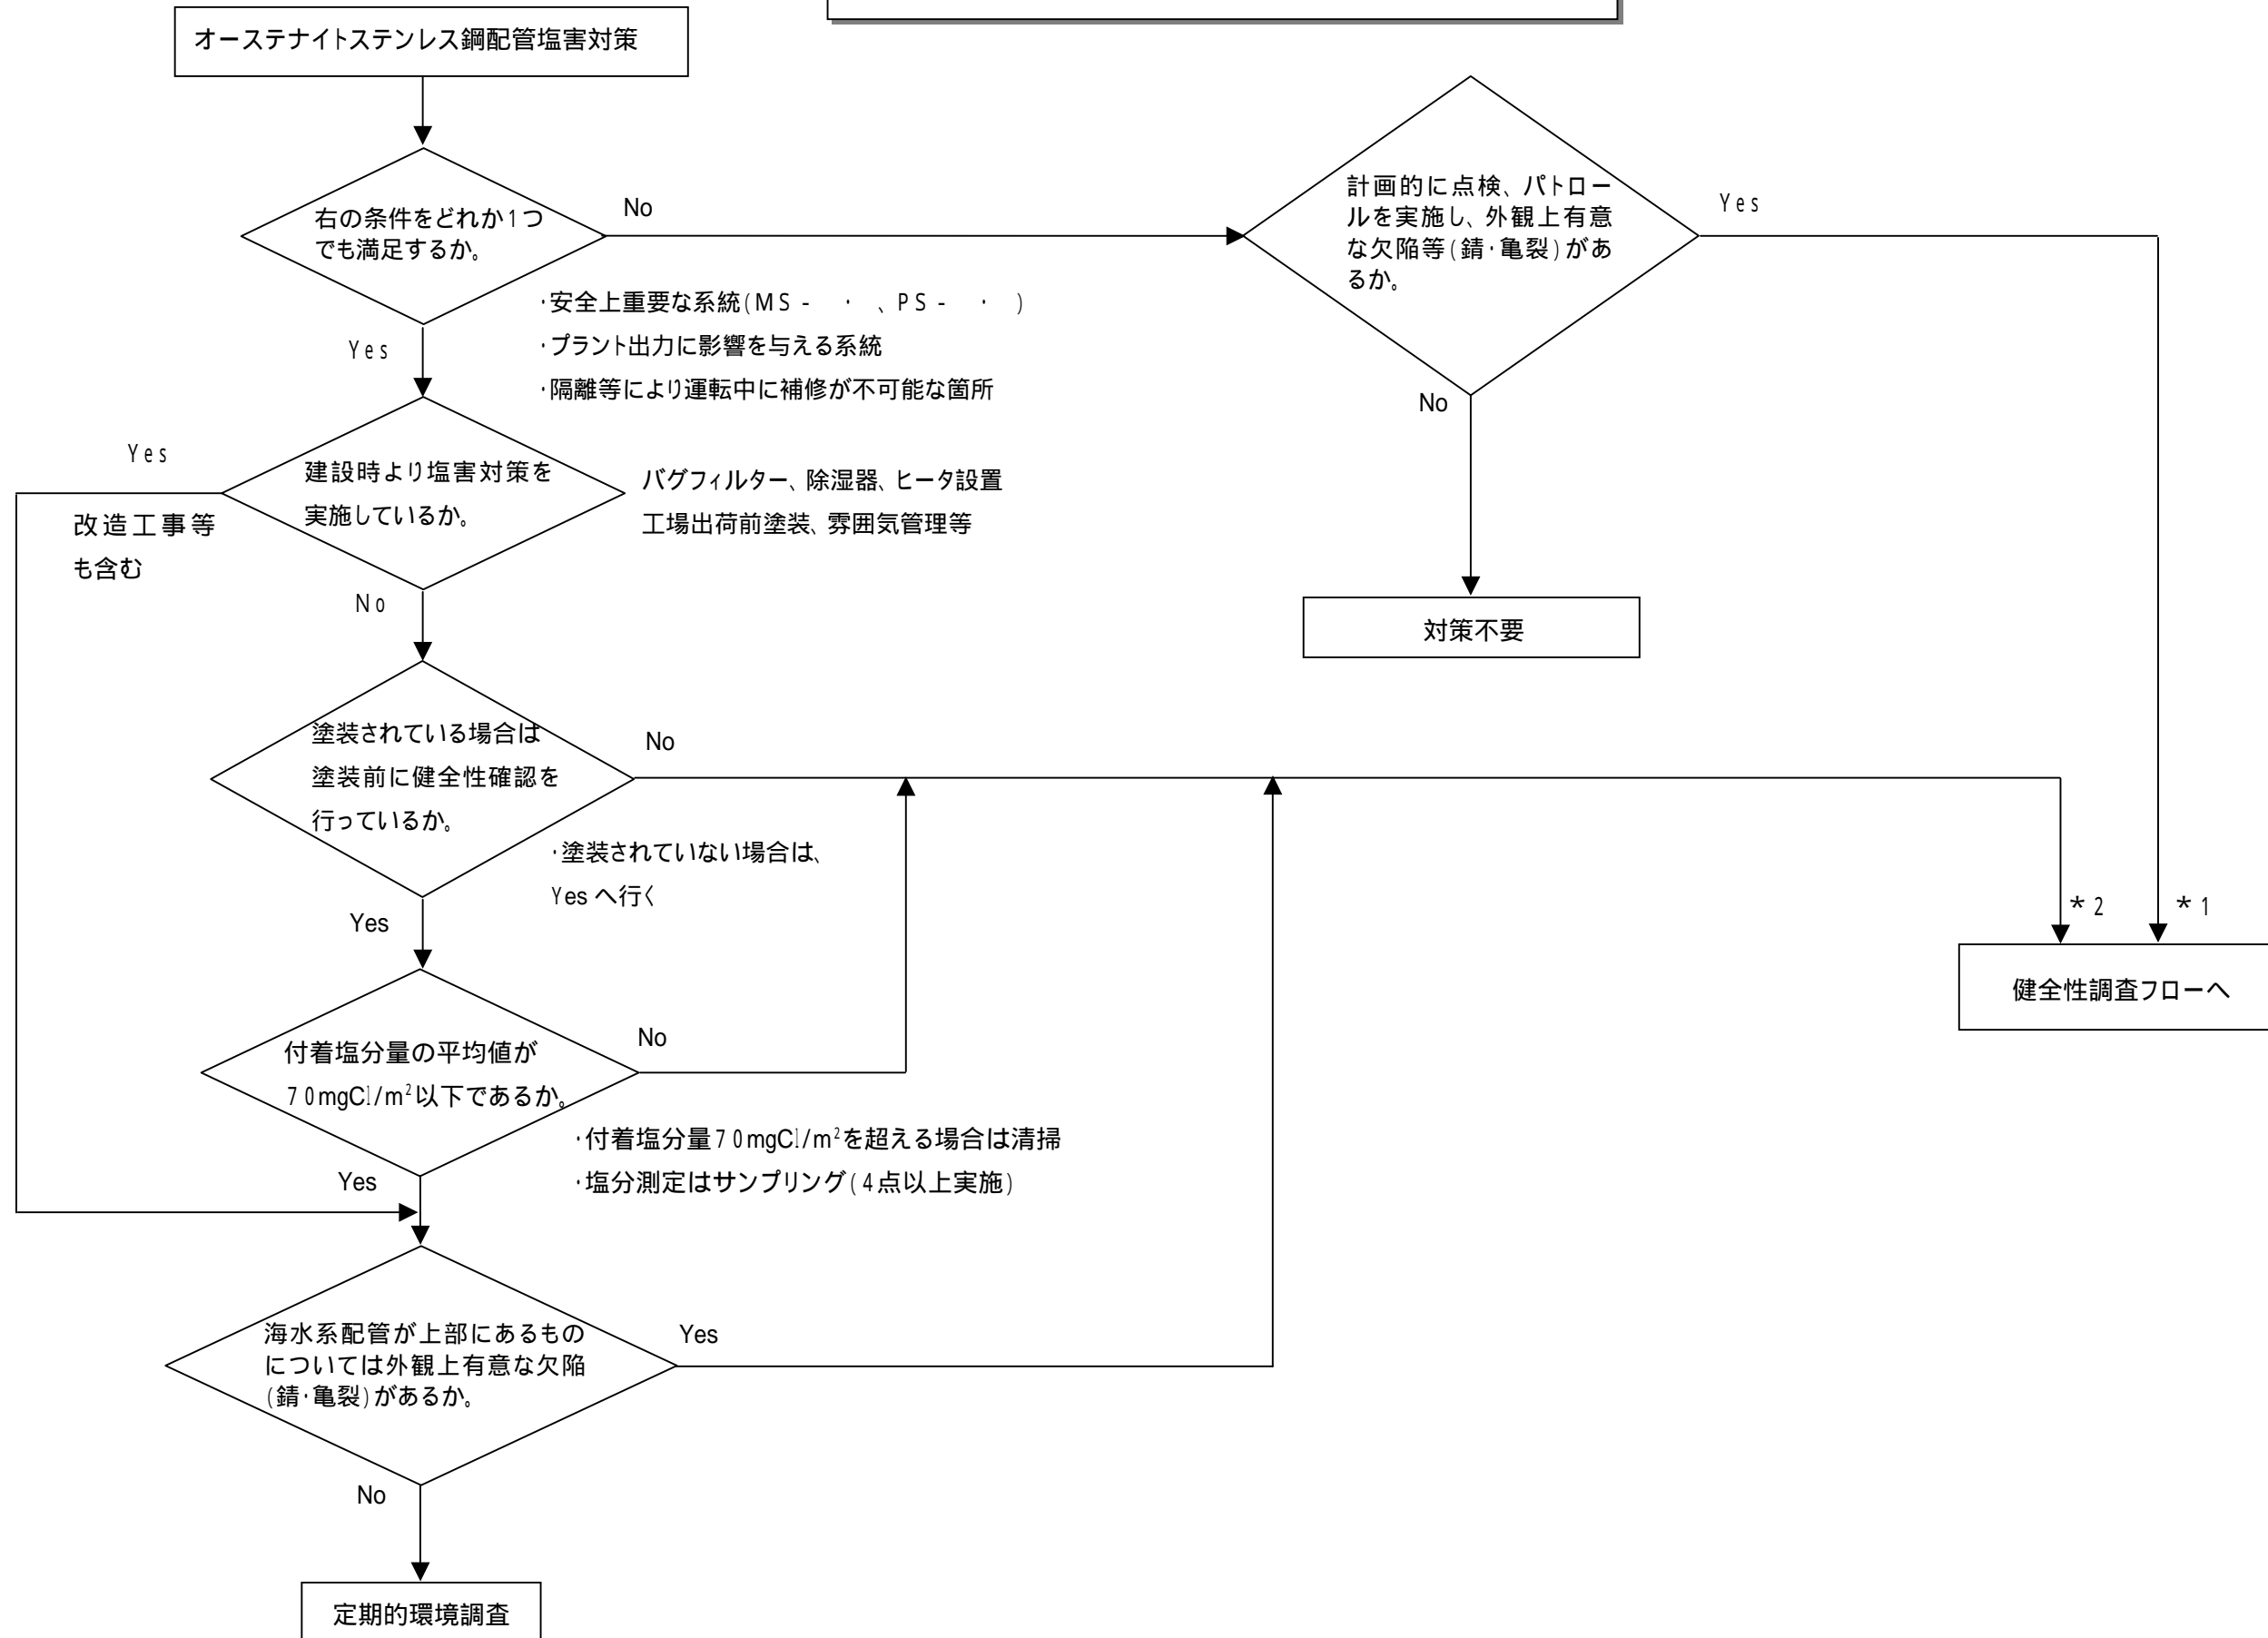 オーステナイトステンレス鋼配管塩害対策
右の条件をどれか1つ
でも満足するか。
No
Yes
・安全上重要な系統(MS- ・ 、PS- ・ )
・プラント出力に影響を与える系統
・隔離等により運転中に補修が不可能な箇所
計画的に点検、パトロー
ルを実施し、外観上有意
な欠陥等(錆・亀裂)があ
るか。
Yes
No
対策不要
建設時より塩害対策を
実施しているか。
Yes
改造工事等
も含む
バグフィルター、除湿器、ヒータ設置
工場出荷前塗装、雰囲気管理等
No
塗装されている場合は
塗装前に健全性確認を
行っているか。
No
・塗装されていない場合は、
Yesへ行く
Yes
*2
*1
健全性調査フローへ
付着塩分量の平均値が
70mgCl/m²以下であるか。
No
・付着塩分量70mgCl/m²を超える場合は清掃
・塩分測定はサンプリング(4点以上実施)
Yes
海水系配管が上部にあるもの
については外観上有意な欠陥
(錆・亀裂)があるか。
Yes
No
定期的環境調査